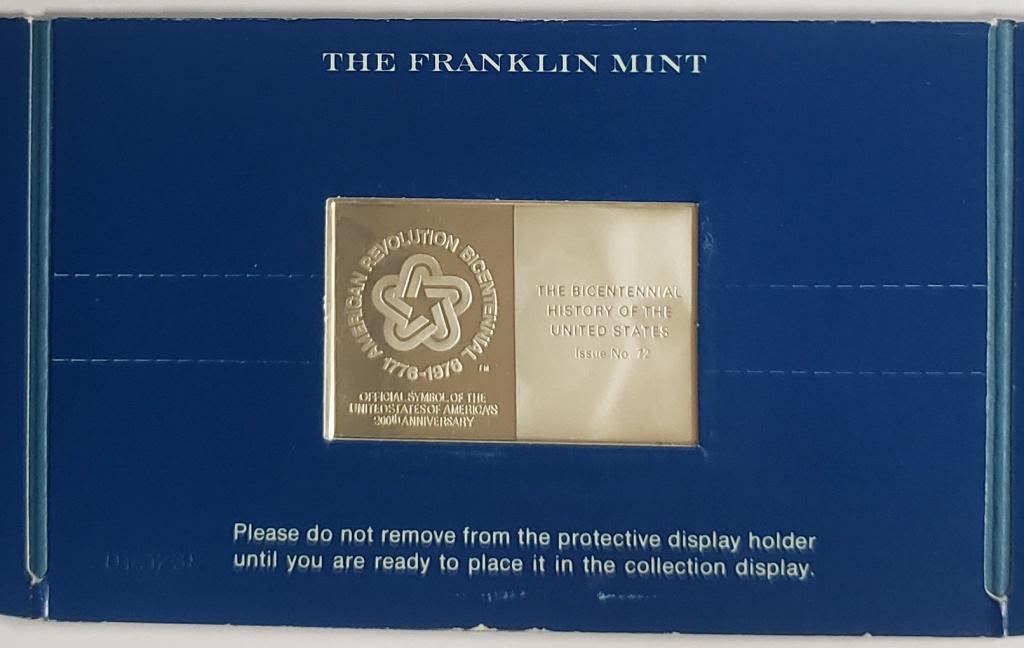 THE FRANKLIN MINT
AMERICAN REVOLUTION BICENTENNIAL
1776-1976
TM
OFFICIAL SYMBOL OF THE
UNITED STATES OF AMERICA'S
200th ANNIVERSARY
THE BICENTENNIAL
HISTORY OF THE
UNITED STATES
Issue No. 72
Please do not remove from the protective display holder
until you are ready to place it in the collection display.